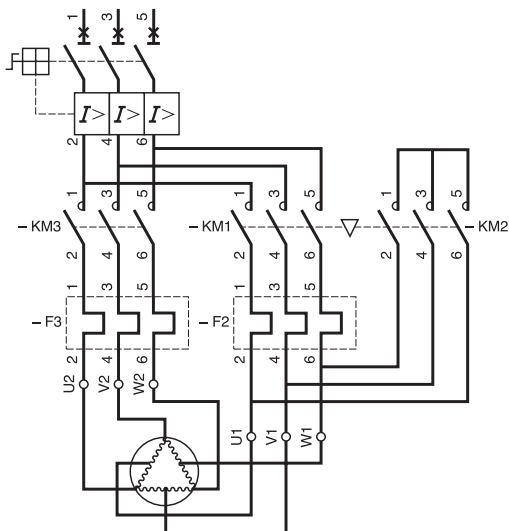 1 3 5
I> I> I>
2 4 6
1 3 5 1 3 5 1 3 5
– KM3 – KM1 – KM2
2 4 6 2 4 6 2 4 6
1 3 5 1 3 5
– F3 – F2
2 4 6 2 4 6
U2 V2 W2
U1 V1 W1